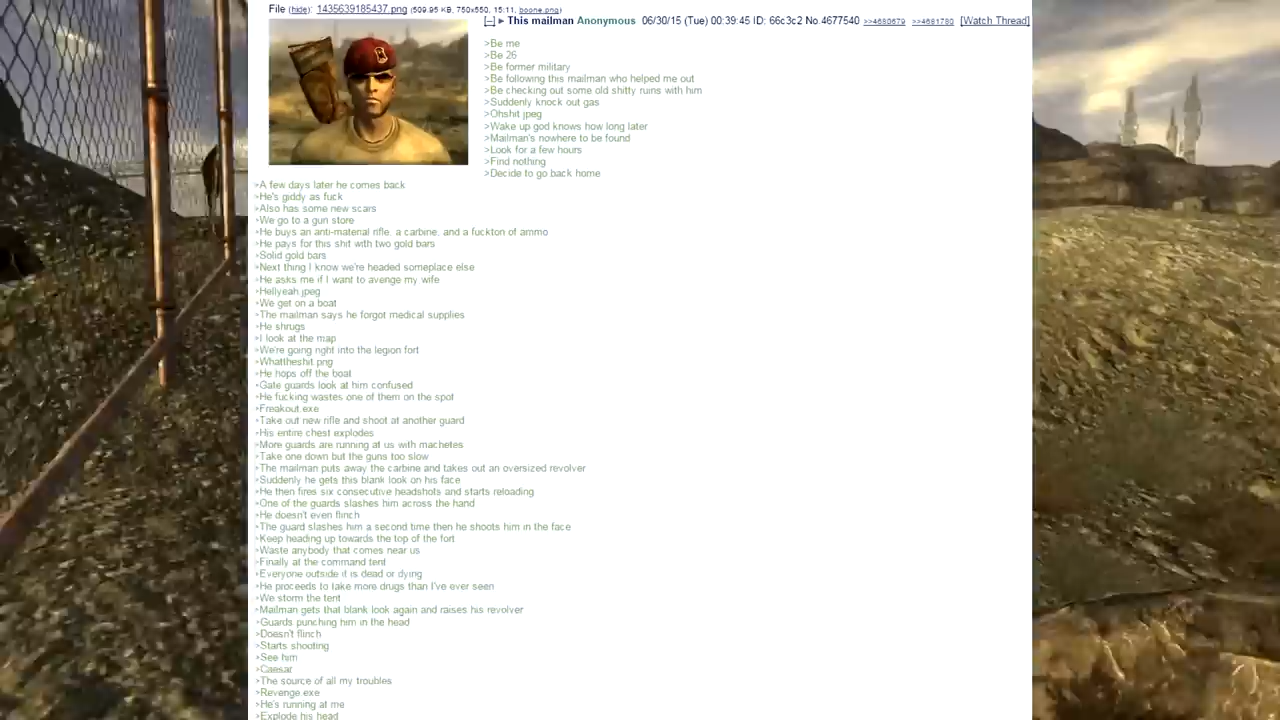 File (hide): 1435639185437.png (509.95 KB, 750x550, 15:11, boone.png)
[–] ▶ This mailman Anonymous 06/30/15 (Tue) 00:39:45 ID: 66c3c2 No.4677540 >>4680679 >>4681780 [Watch Thread]
>Be me
>Be 26
>Be former military
>Be following this mailman who helped me out
>Be checking out some old shitty ruins with him
>Suddenly knock out gas
>Ohshit.jpeg
>Wake up god knows how long later
>Mailman's nowhere to be found
>Look for a few hours
>Find nothing
>Decide to go back home
>A few days later he comes back
>He's giddy as fuck
>Also has some new scars
>We go to a gun store
>He buys an anti-material rifle, a carbine, and a fuckton of ammo
>He pays for this shit with two gold bars
>Solid gold bars
>Next thing I know we're headed someplace else
>He asks me if I want to avenge my wife
>Hellyeah.jpeg
>We get on a boat
>The mailman says he forgot medical supplies
>He shrugs
>I look at the map
>We're going right into the legion fort
>Whattheshit.png
>He hops off the boat
>Gate guards look at him confused
>He fucking wastes one of them on the spot
>Freakout.exe
>Take out new rifle and shoot at another guard
>His entire chest explodes
>More guards are running at us with machetes
>Take one down but the guns too slow
>The mailman puts away the carbine and takes out an oversized revolver
>Suddenly he gets this blank look on his face
>He then fires six consecutive headshots and starts reloading
>One of the guards slashes him across the hand
>He doesn't even flinch
>The guard slashes him a second time then he shoots him in the face
>Keep heading up towards the top of the fort
>Waste anybody that comes near us
>Finally at the command tent
>Everyone outside it is dead or dying
>He proceeds to take more drugs than I've ever seen
>We storm the tent
>Mailman gets that blank look again and raises his revolver
>Guards punching him in the head
>Doesn't flinch
>Starts shooting
>See him
>Caesar
>The source of all my troubles
>Revenge.exe
>He's running at me
>Explode his head